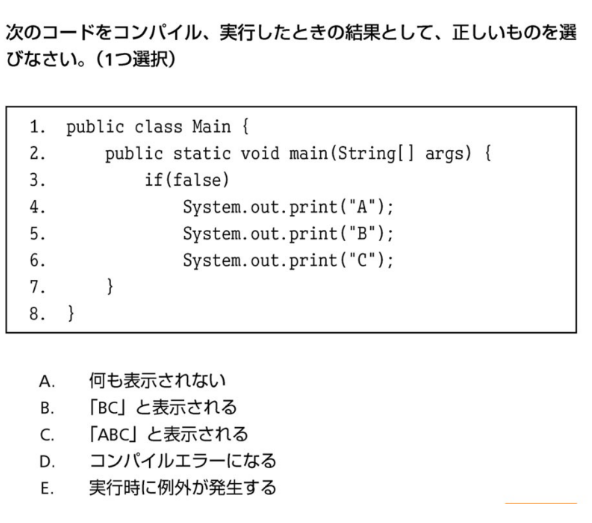 次のコードをコンパイル、実行したときの結果として、正しいものを選
びなさい。（1つ選択）
1. public class Main {
2.     public static void main(String[] args) {
3.         if(false)
4.             System.out.print("A");
5.             System.out.print("B");
6.             System.out.print("C");
7.     }
8. }
A. 何も表示されない
B. 「BC」と表示される
C. 「ABC」と表示される
D. コンパイルエラーになる
E. 実行時に例外が発生する